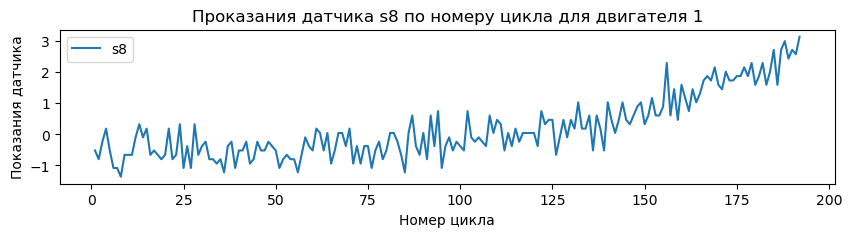 Проказания датчика s8 по номеру цикла для двигателя 1
Показания датчика
s8
3
2
1
0
−1
0 25 50 75 100 125 150 175 200
Номер цикла